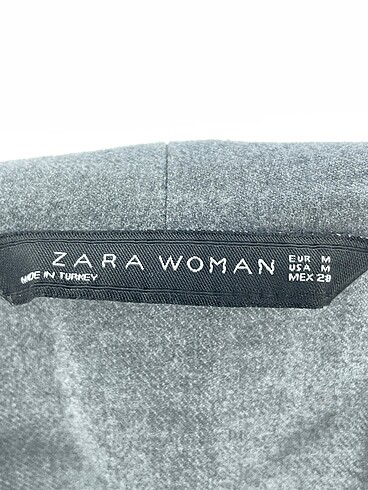 ZARA WOMAN
MADE IN TURKEY
EUR M
USA M
MEX 28